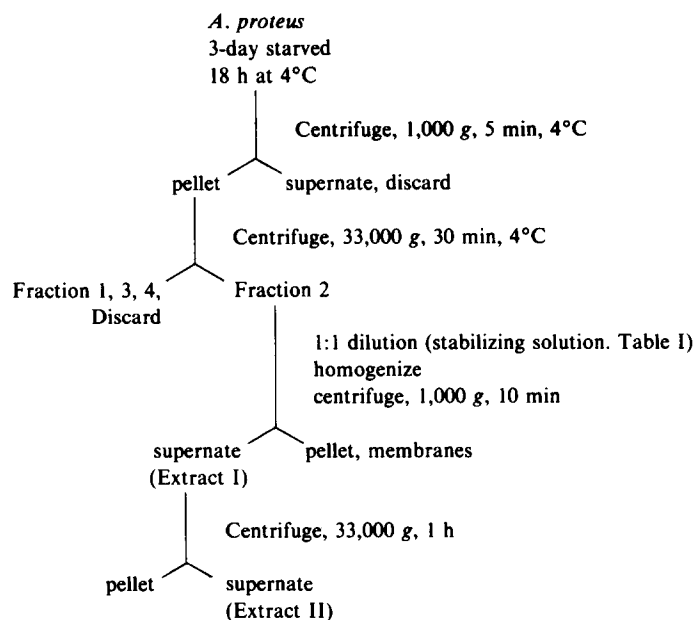 A. proteus
3-day starved
18 h at 4°C
Centrifuge, 1,000 g, 5 min, 4°C
pellet
supernate, discard
Centrifuge, 33,000 g, 30 min, 4°C
Fraction 1, 3, 4,
Discard
Fraction 2
1:1 dilution (stabilizing solution. Table I)
homogenize
centrifuge, 1,000 g, 10 min
supernate
(Extract I)
pellet, membranes
Centrifuge, 33,000 g, 1 h
pellet
supernate
(Extract II)